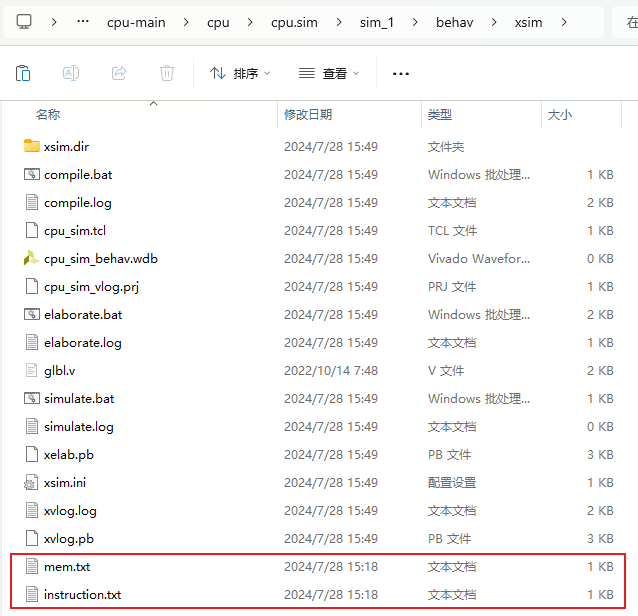 … cpu-main > cpu > cpu.sim > sim_1 > behav > xsim > 在
排序 查看 …
名称 修改日期 类型 大小
xsim.dir 2024/7/28 15:49 文件夹
compile.bat 2024/7/28 15:49 Windows 批处理... 1 KB
compile.log 2024/7/28 15:49 文本文档 2 KB
cpu_sim.tcl 2024/7/28 15:49 TCL 文件 1 KB
cpu_sim_behav.wdb 2024/7/28 15:49 Vivado Wavefor... 0 KB
cpu_sim_vlog.prj 2024/7/28 15:49 PRJ 文件 1 KB
elaborate.bat 2024/7/28 15:49 Windows 批处理... 2 KB
elaborate.log 2024/7/28 15:49 文本文档 1 KB
glbl.v 2022/10/14 7:48 V 文件 2 KB
simulate.bat 2024/7/28 15:49 Windows 批处理... 1 KB
simulate.log 2024/7/28 15:49 文本文档 0 KB
xelab.pb 2024/7/28 15:49 PB 文件 3 KB
xsim.ini 2024/7/28 15:49 配置设置 1 KB
xvlog.log 2024/7/28 15:49 文本文档 2 KB
xvlog.pb 2024/7/28 15:49 PB 文件 3 KB
mem.txt 2024/7/28 15:18 文本文档 1 KB
instruction.txt 2024/7/28 15:18 文本文档 1 KB